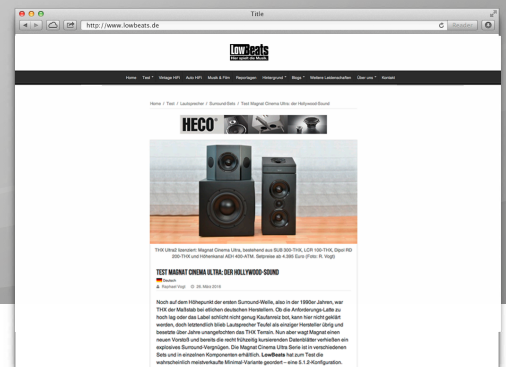 Title
http://www.lowbeats.de
Reader
LowBeats
Hier spielt die Musik.
Home Test Vintage HiFi Auto HiFi Musik & Film Reportagen Hintergrund Blogs Weitere Leidenschaften Über uns Kontakt
Home / Test / Lautsprecher / Surround-Sets / Test Magnat Cinema Ultra: der Hollywood-Sound
HECO
THX Ultra2 lizenziert: Magnat Cinema Ultra, bestehend aus SUB 300-THX, LCR 100-THX, Dipol RD
200-THX und Höhenkanal AEH 400-ATM. Setpreise ab 4.395 Euro (Foto: R. Vogt)
TEST MAGNAT CINEMA ULTRA: DER HOLLYWOOD-SOUND
Deutsch
Raphael Vogt 26. März 2016
Noch auf dem Höhepunkt der ersten Surround-Welle, also in der 1990er Jahren, war
THX der Maßstab bei etlichen deutschen Herstellern. Ob die Anforderungs-Latte zu
hoch lag oder das Label schlicht nicht genug Kaufanreiz bot, kann hier nicht geklärt
werden, doch letztendlich blieb Lautsprecher Teufel als einziger Hersteller übrig und
besetzte über Jahre unangefochten das THX Terrain. Nun aber wagt Magnat einen
neuen Vorstoß und bereits die recht frühzeitig kursierenden Datenblätter verhießen ein
explosives Surround-Vergnügen. Die Magnat Cinema Ultra Serie ist in verschiedenen
Sets und in einzelnen Komponenten erhältlich. LowBeats hat zum Test die
wahrscheinlich meistverkaufte Minimal-Variante geordert – eine 5.1.2-Konfiguration.